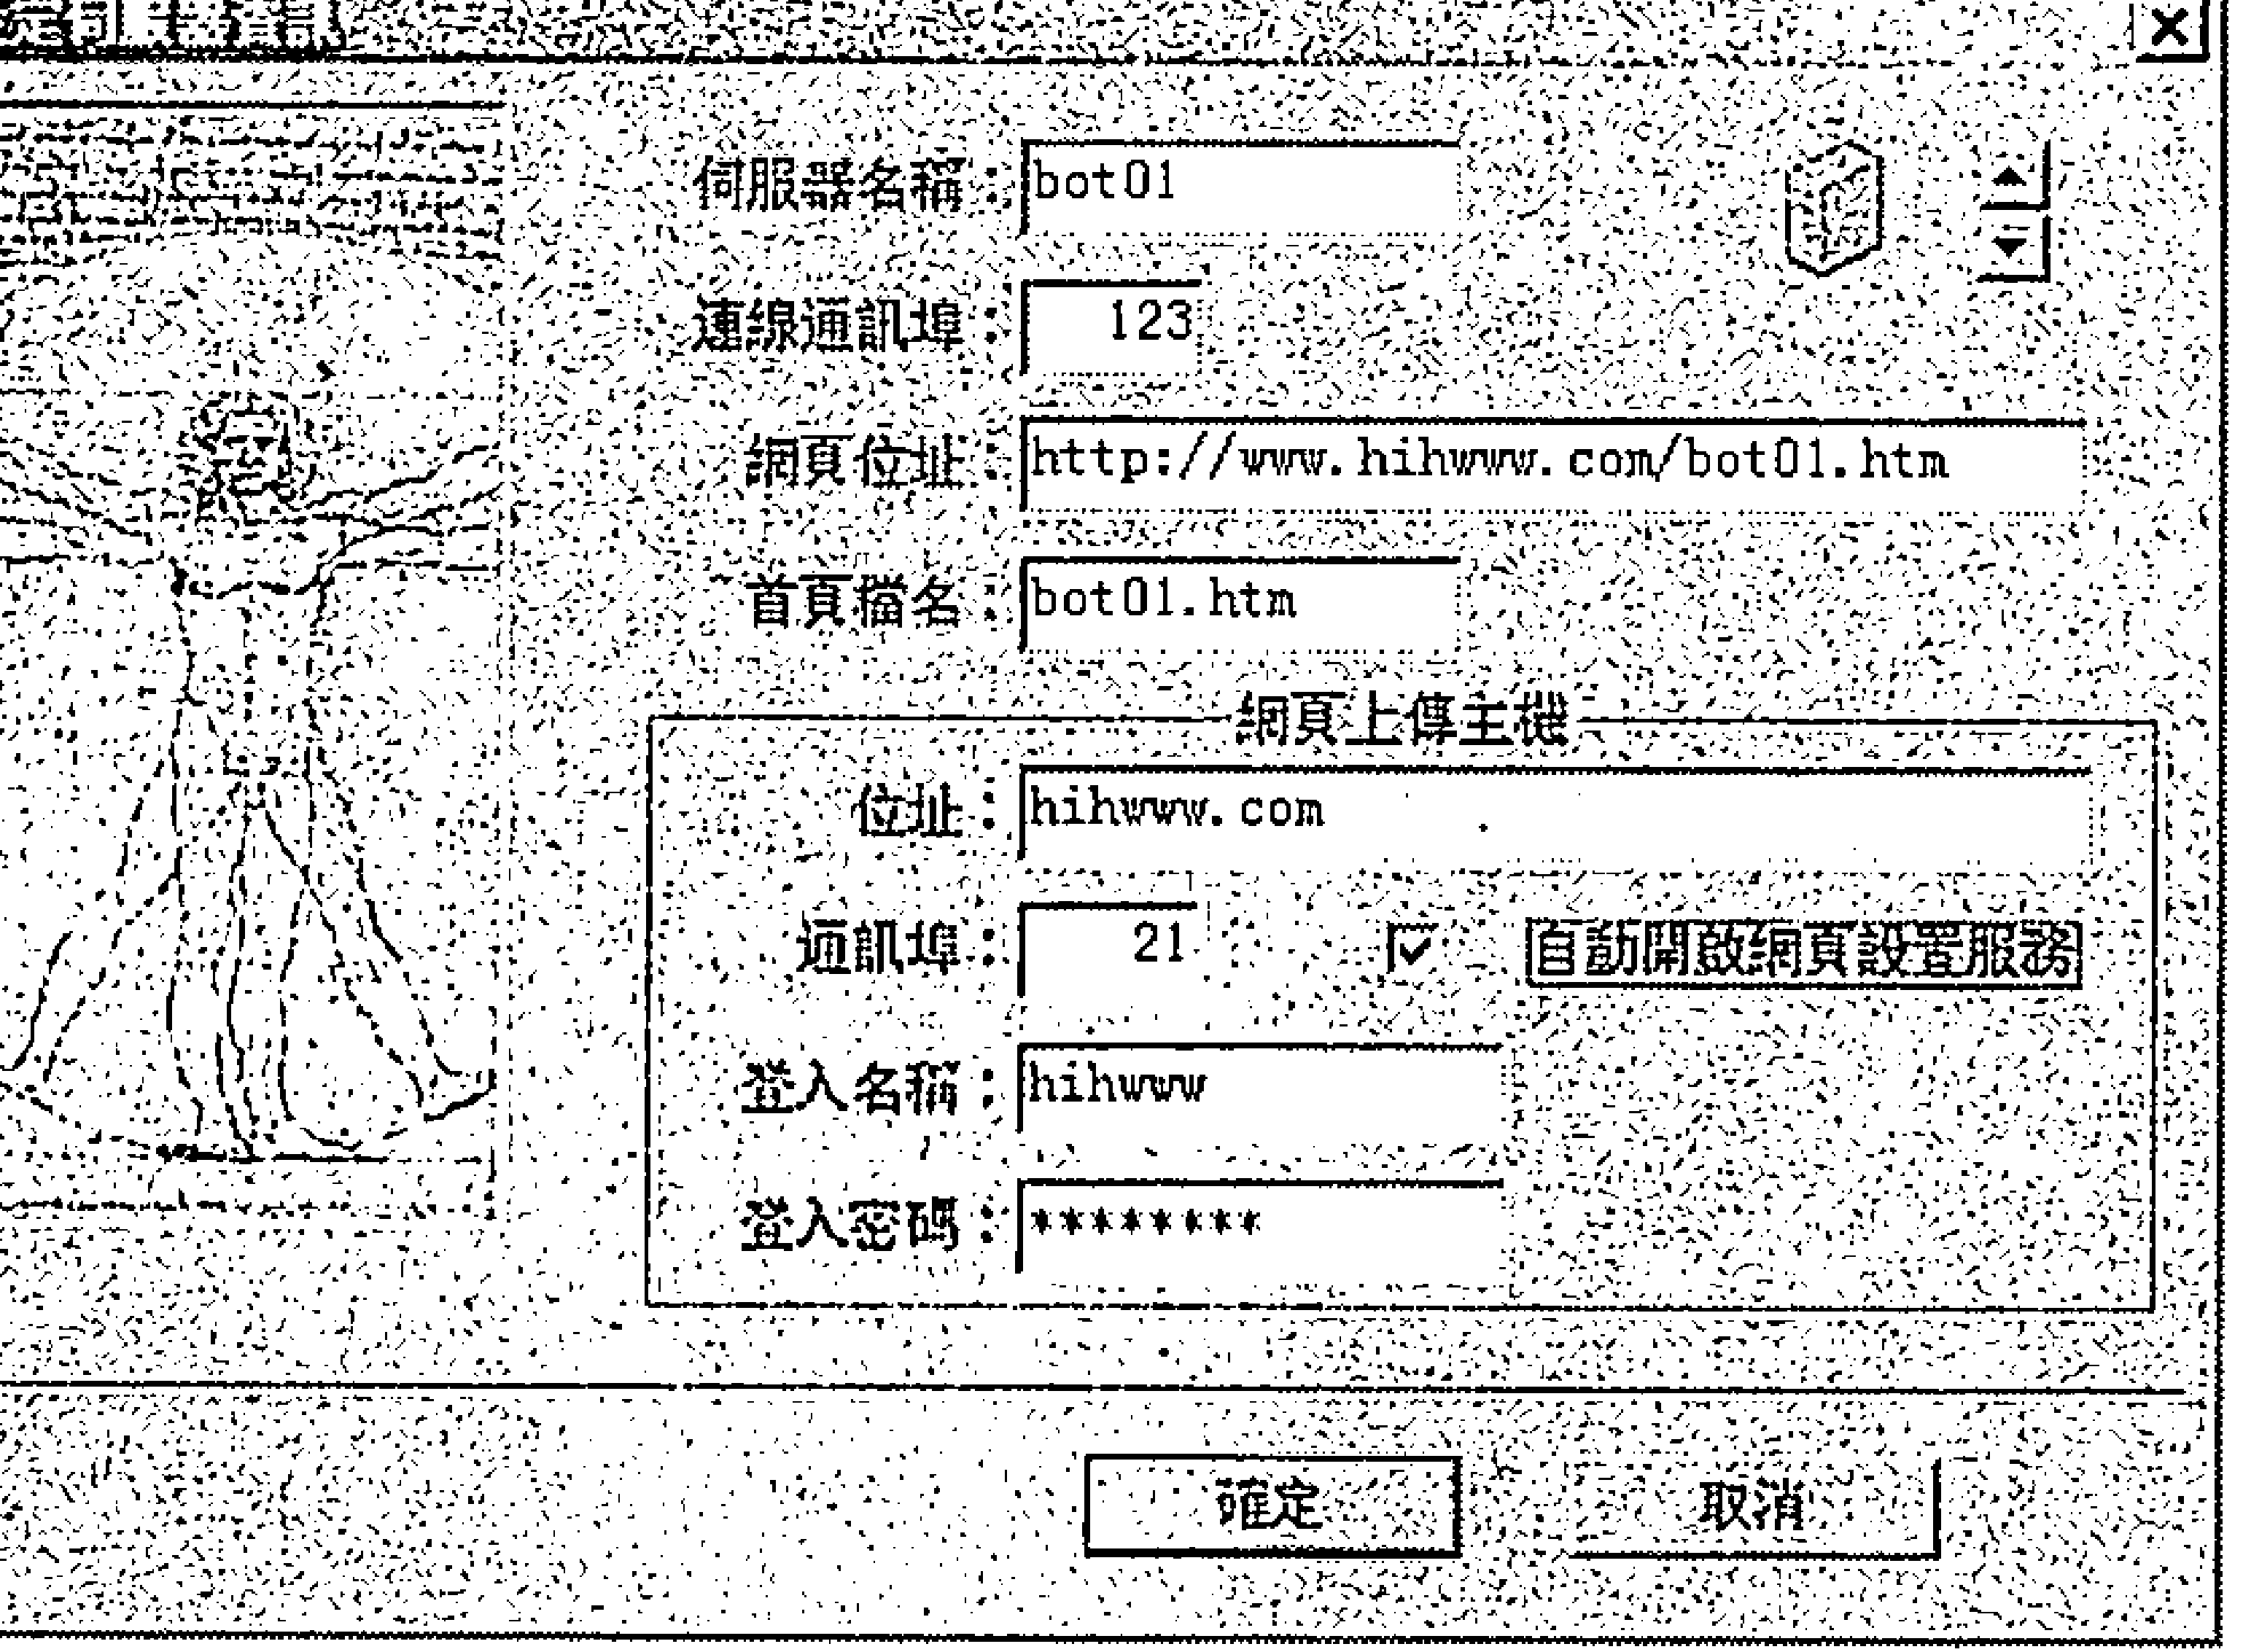 伺服器名稱：bot01
連線通訊埠：123
網頁位址：http://www.hihwww.com/bot01.htm
首頁檔名：bot01.htm
網頁上傳主機
位址：hihwww.com
通訊埠：21 自動開啟網頁設置服務
登入名稱：hihwww
登入密碼：********
確定 取消